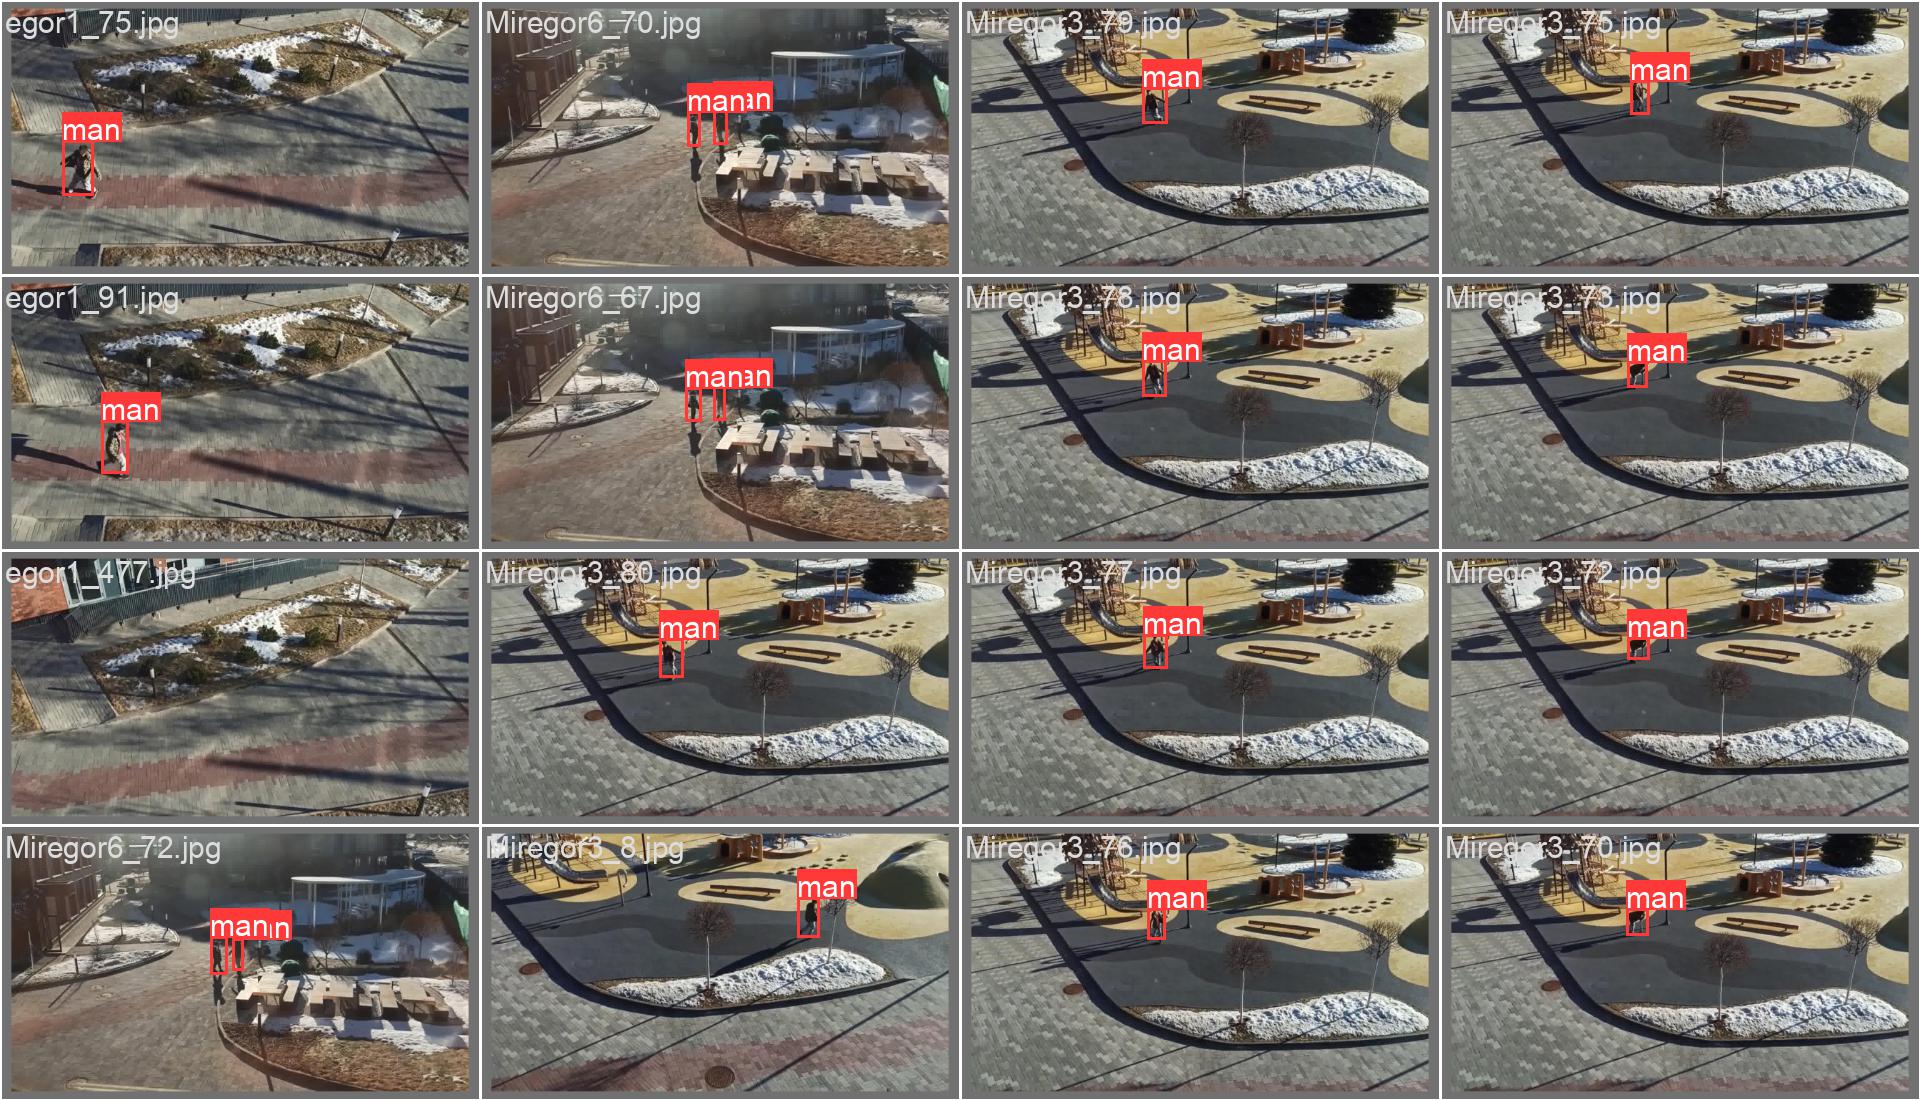 egor1_75.jpg
man
Miregor6_70.jpg
man
an
Miregor3_79.jpg
man
Miregor3_75.jpg
man
egor1_91.jpg
man
Miregor6_67.jpg
man
an
Miregor3_78.jpg
man
Miregor3_73.jpg
man
egor1_477.jpg
Miregor3_80.jpg
man
Miregor3_77.jpg
man
Miregor3_72.jpg
man
Miregor6_72.jpg
man
n
Miregor3_8.jpg
man
Miregor3_76.jpg
man
Miregor3_70.jpg
man